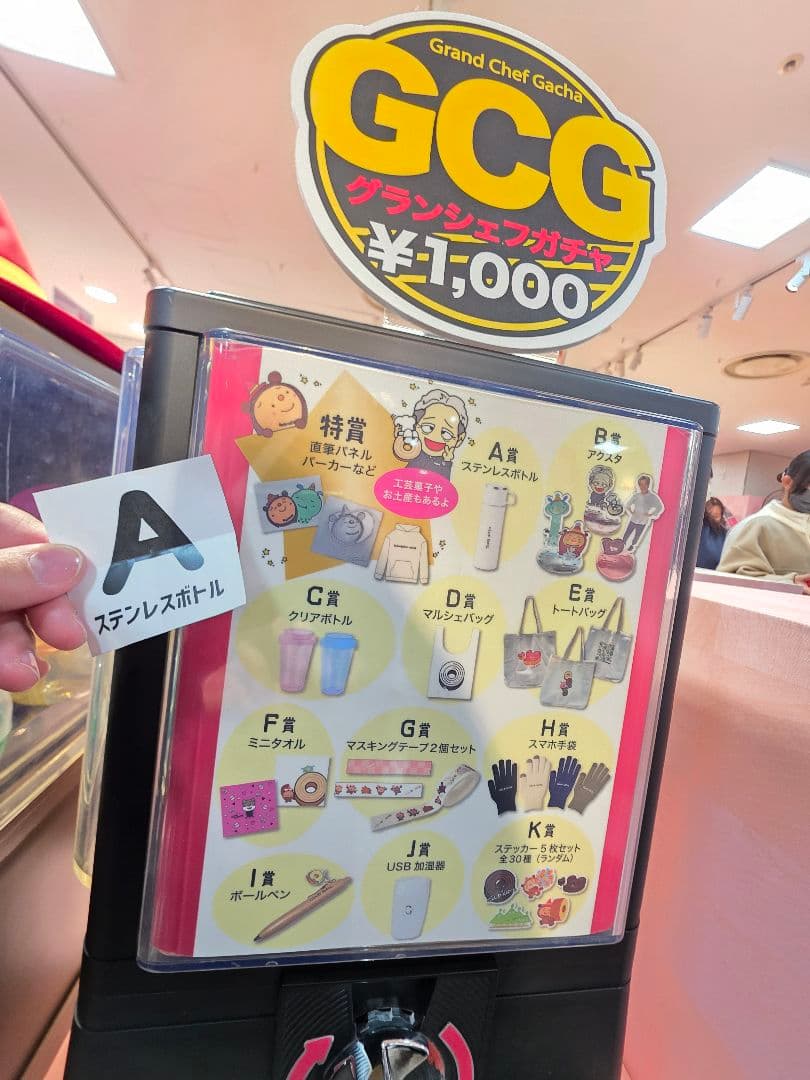 Grand Chef Gacha
GCG
グランシェフガチャ
¥1,000
特賞
直筆パネル
パーカーなど
工芸菓子や
お土産もあるよ
A賞
ステンレスボトル
B賞
アクスタ
A
ステンレスボトル
C賞
クリアボトル
D賞
マルシェバッグ
E賞
トートバッグ
F賞
ミニタオル
G賞
マスキングテープ2個セット
H賞
スマホ手袋
I賞
ボールペン
J賞
USB加湿器
K賞
ステッカー5枚セット
全30種(ランダム)